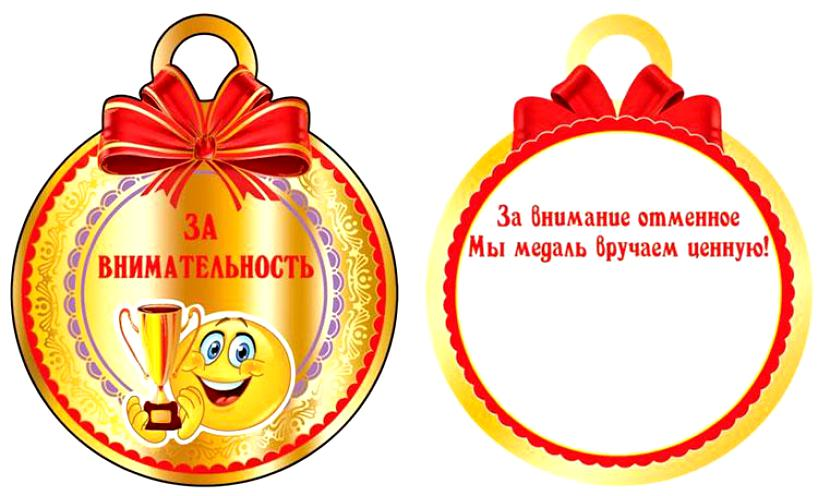 ЗА
ВНИМАТЕЛЬНОСТЬ
За внимание отменное
Мы медаль вручаем ценную!